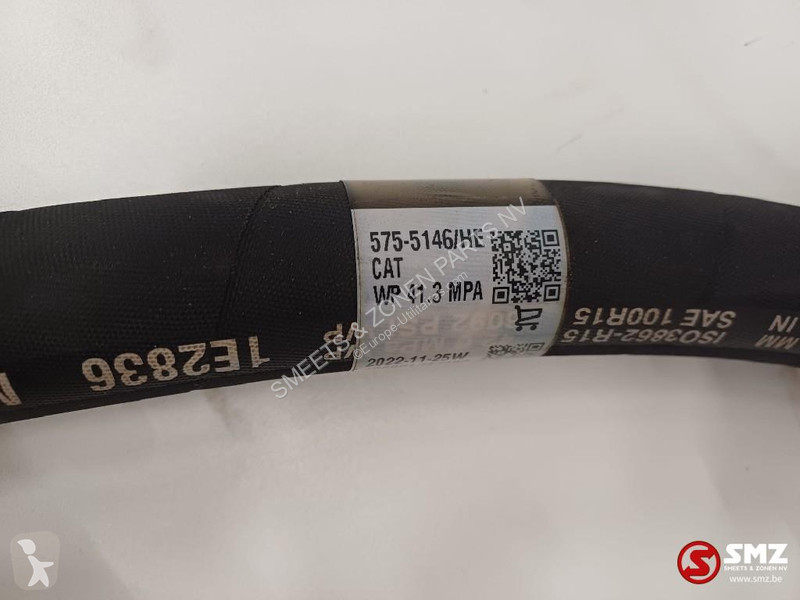 575-5146/HE
CAT
WP 41.3 MPA
2022-11-25W
1E2836
WP
ISO3862-R15
SAE 100R15
MM
IN
SMEETS & ZONEN PARTS NV
©Europe-Utilitaires.com
SMZ
SMEETS & ZONEN NV
www.smz.be